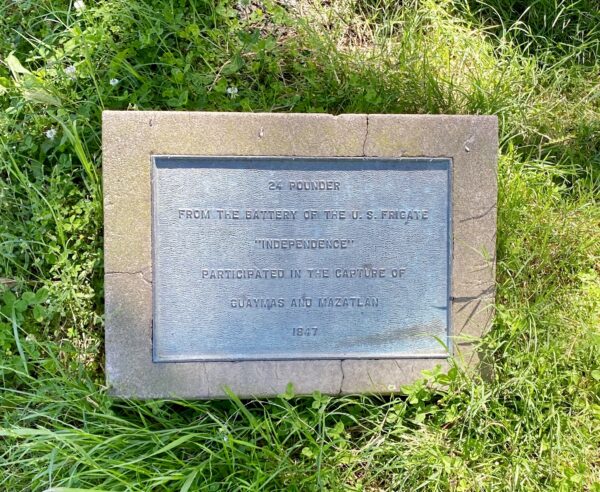 24 POUNDER
FROM THE BATTERY OF THE U. S. FRIGATE
"INDEPENDENCE"
PARTICIPATED IN THE CAPTURE OF
GUAYMAS AND MAZATLAN
1847